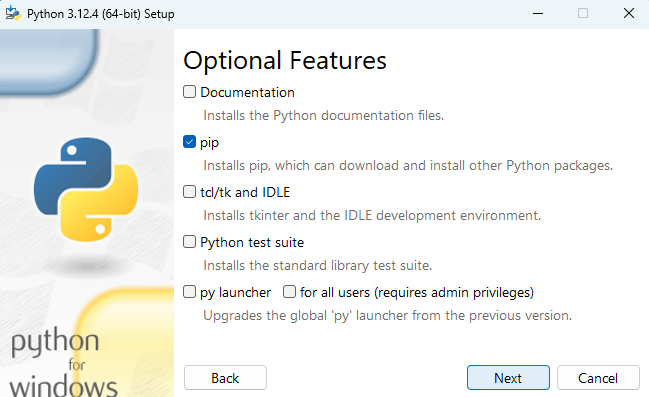 Python 3.12.4 (64-bit) Setup
Optional Features
Documentation
Installs the Python documentation files.
pip
Installs pip, which can download and install other Python packages.
tcl/tk and IDLE
Installs tkinter and the IDLE development environment.
Python test suite
Installs the standard library test suite.
py launcher for all users (requires admin privileges)
Upgrades the global 'py' launcher from the previous version.
python
for
windows
Back Next Cancel